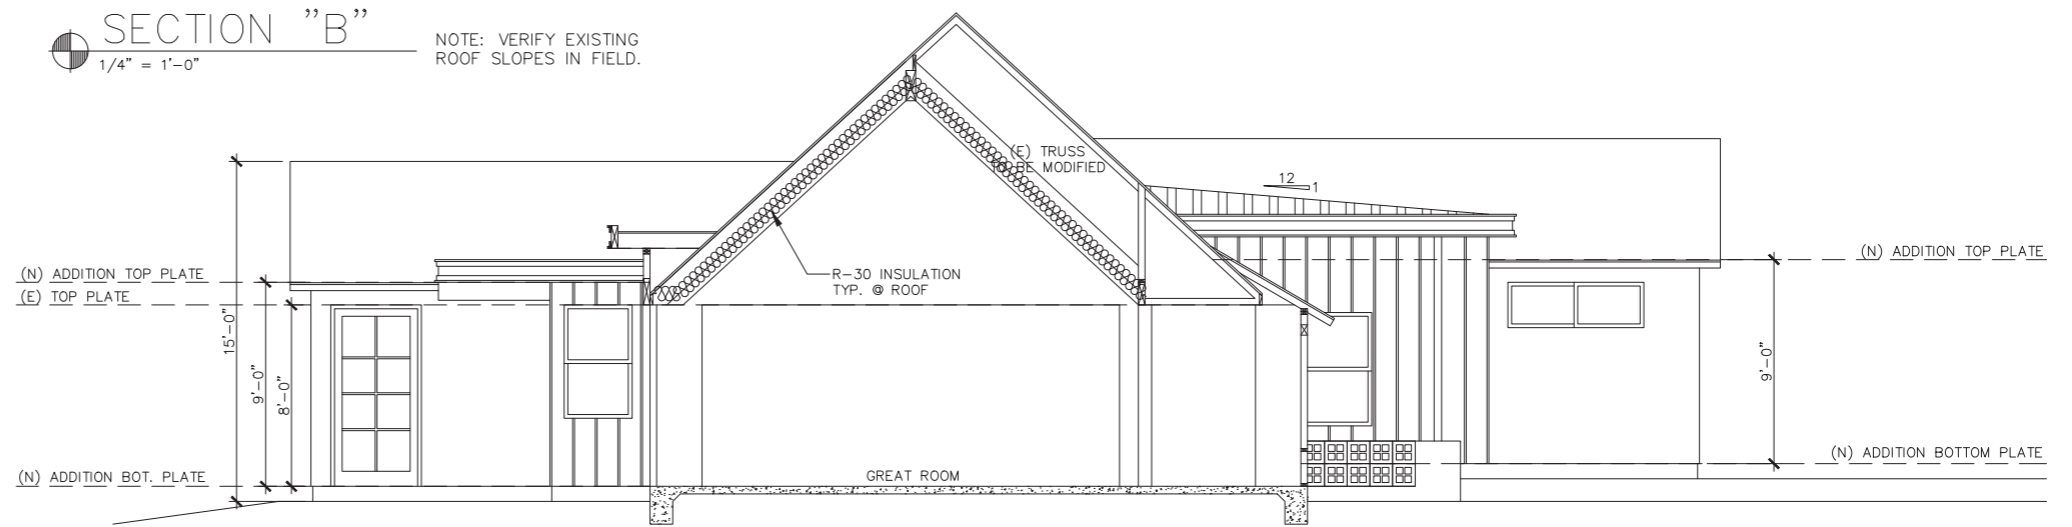 SECTION "B"
1/4" = 1'-0"
NOTE: VERIFY EXISTING
ROOF SLOPES IN FIELD.
(E) TRUSS
TO BE MODIFIED
12
1
(N) ADDITION TOP PLATE
(E) TOP PLATE
(N) ADDITION TOP PLATE
R-30 INSULATION
TYP. @ ROOF
15'-0"
9'-0"
8'-0"
9'-0"
(N) ADDITION BOT. PLATE
GREAT ROOM
(N) ADDITION BOTTOM PLATE